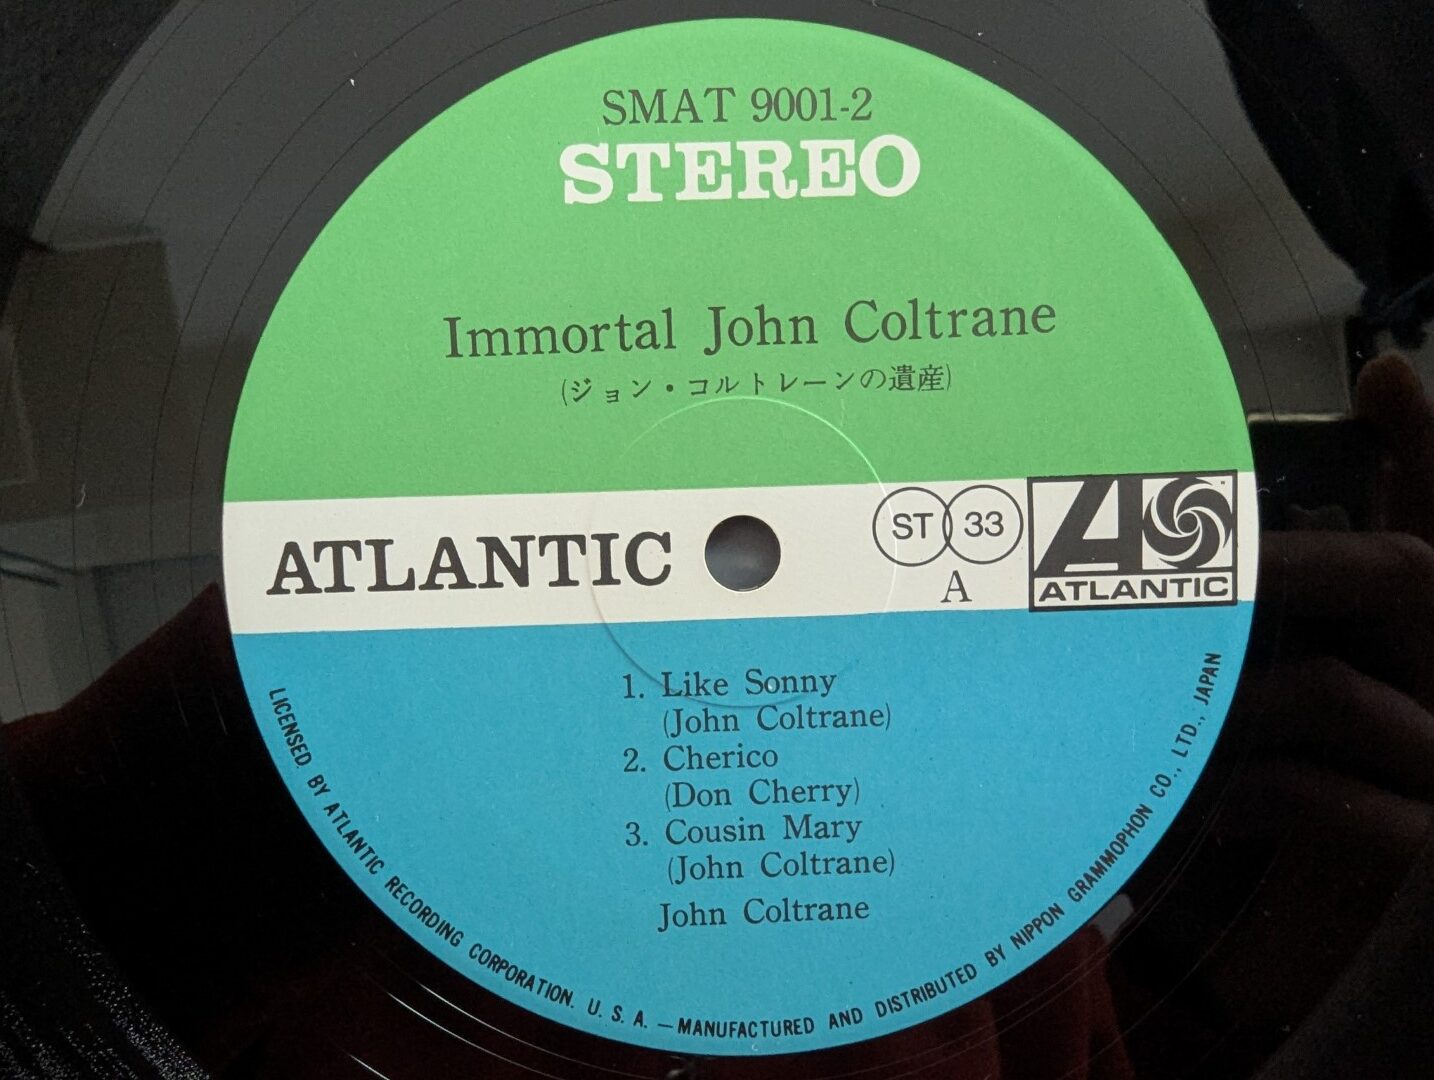 SMAT 9001-2
STEREO
Immortal John Coltrane
(ジョン・コルトレーンの遺産)
ATLANTIC
ST 33
A
ATLANTIC
1. Like Sonny
(John Coltrane)
2. Cherico
(Don Cherry)
3. Cousin Mary
(John Coltrane)
John Coltrane
LICENSED BY ATLANTIC RECORDING CORPORATION. U. S. A. — MANUFACTURED AND DISTRIBUTED BY NIPPON GRAMMOPHON CO., LTD., JAPAN